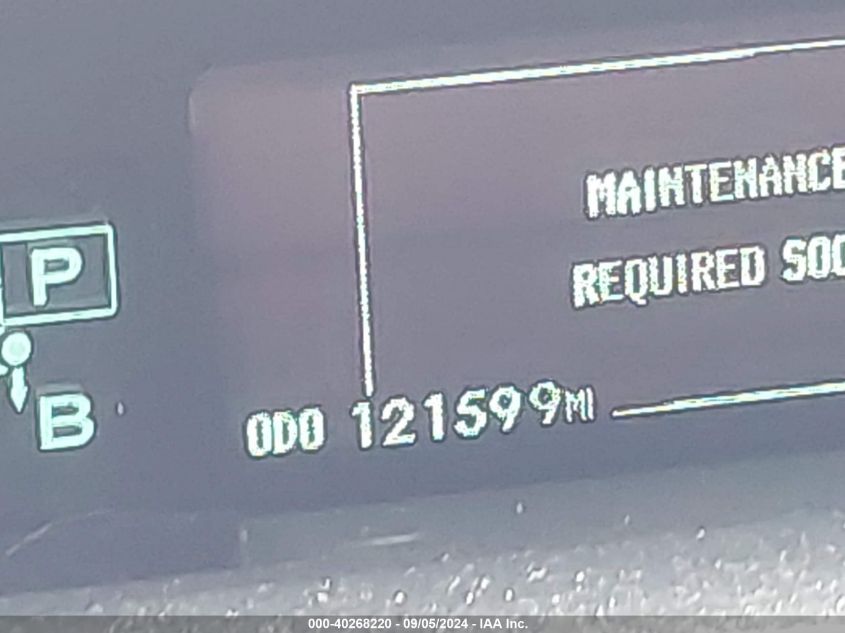 MAINTENANCE
REQUIRED SOO
P
B
ODO 121599MI
000-40268220 - 09/05/2024 - IAA Inc.